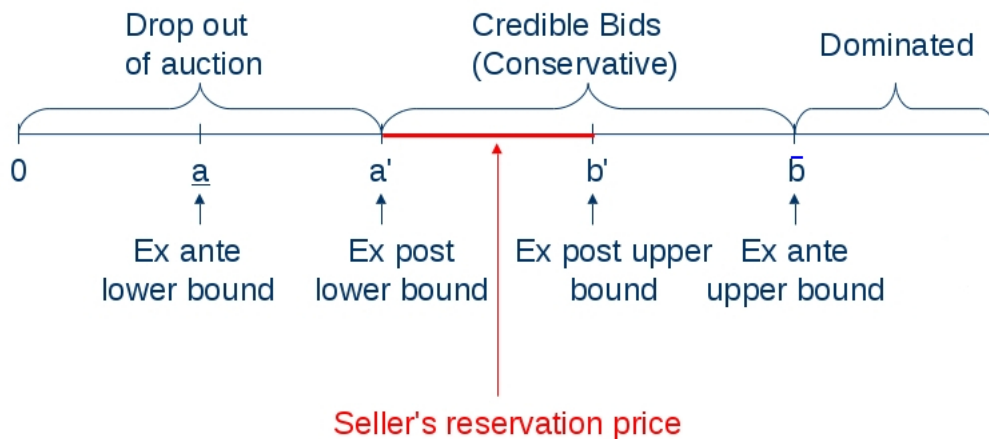 Drop out
of auction
Credible Bids
(Conservative)
Dominated
0
a
a'
b'
b̅
Ex ante
lower bound
Ex post
lower bound
Ex post upper
bound
Ex ante
upper bound
Seller's reservation price